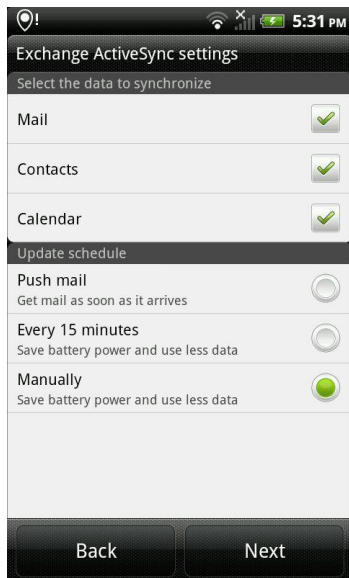 5:31 PM
Exchange ActiveSync settings
Select the data to synchronize
Mail
Contacts
Calendar
Update schedule
Push mail
Get mail as soon as it arrives
Every 15 minutes
Save battery power and use less data
Manually
Save battery power and use less data
Back
Next